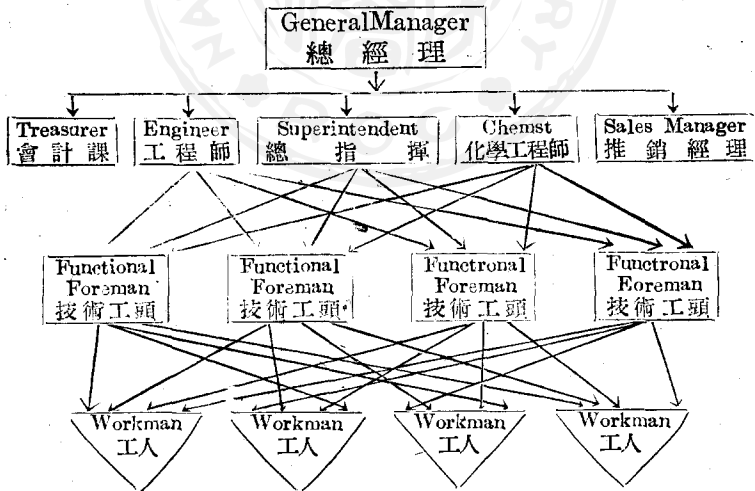 GeneralManager
總經理
Treasurer
會計課
Engineer
工程師
Superintendent
總指揮
Chemst
化學工程師
Sales Manager
推銷經理
Functional
Foreman
技術工頭
Functional
Foreman
技術工頭
Functronal
Foreman
技術工頭
Functronal
Eoreman
技術工頭
Workman
工人
Workman
工人
Workman
工人
Workman
工人